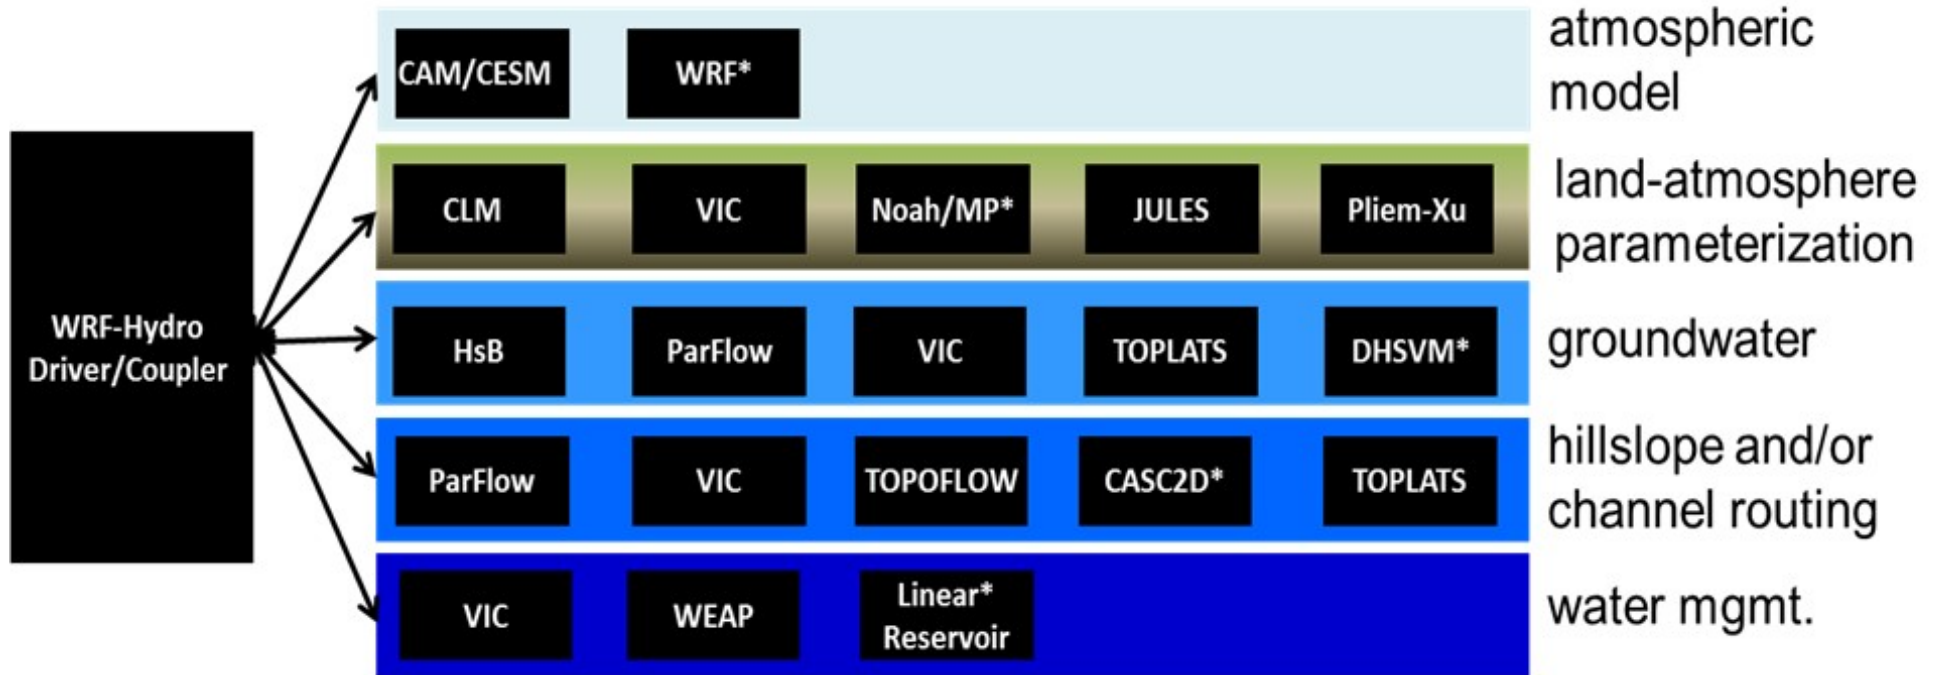 WRF-Hydro
Driver/Coupler
CAM/CESM
WRF*
atmospheric
model
CLM
VIC
Noah/MP*
JULES
Pliem-Xu
land-atmosphere
parameterization
HsB
ParFlow
VIC
TOPLATS
DHSVM*
groundwater
ParFlow
VIC
TOPOFLOW
CASC2D*
TOPLATS
hillslope and/or
channel routing
VIC
WEAP
Linear*
Reservoir
water mgmt.